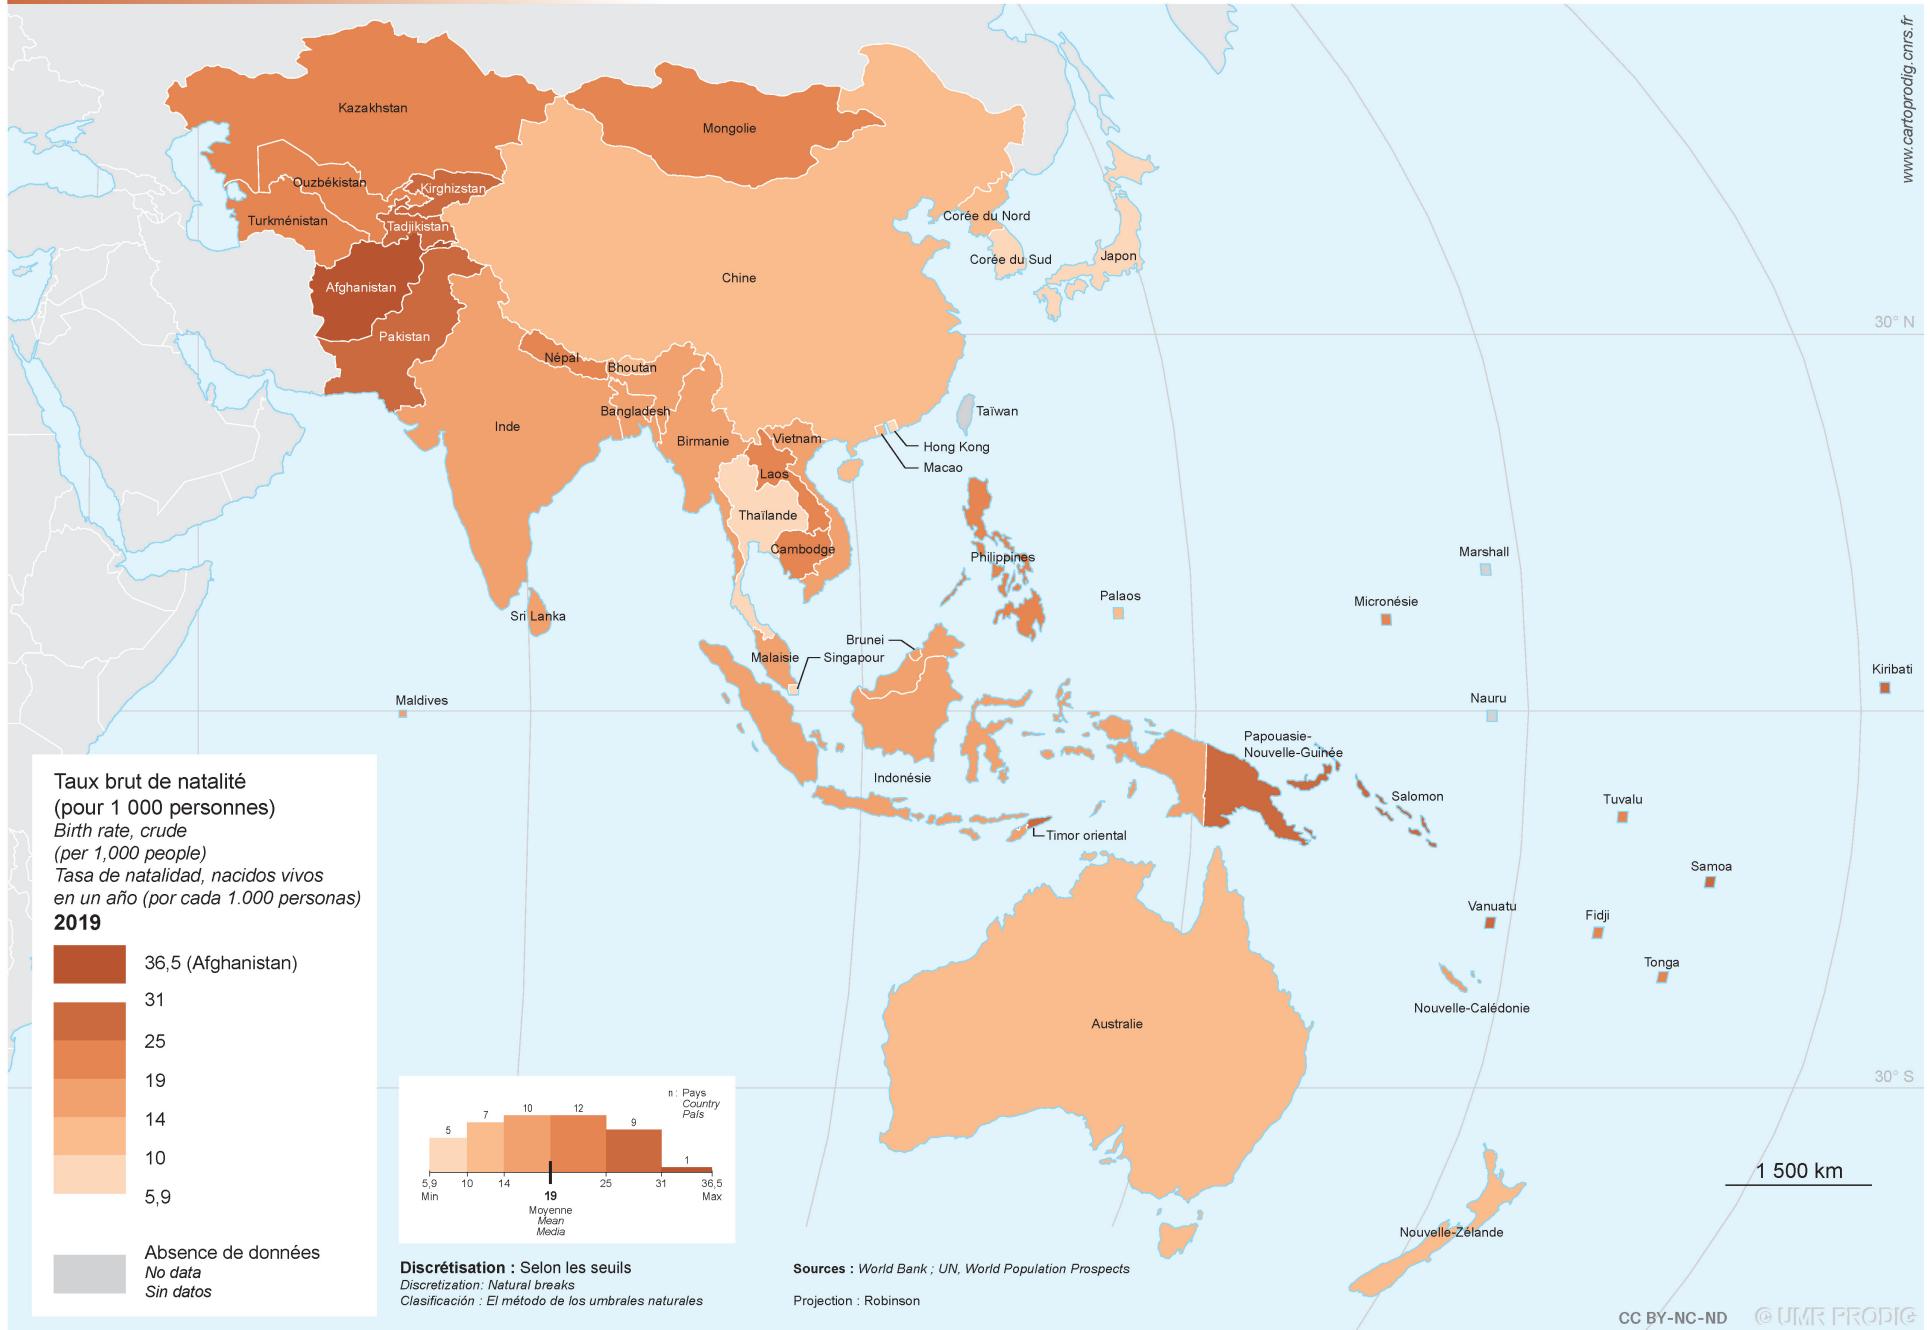 www.cartoprodig.cnrs.fr
Kazakhstan
Mongolie
Ouzbékistan
Kirghizstan
Turkménistan
Tadjikistan
Corée du Nord
Corée du Sud
Japon
Afghanistan
Chine
Pakistan
30° N
Népal
Bhoutan
Bangladesh
Taïwan
Inde
Birmanie
Vietnam
Hong Kong
Macao
Laos
Thaïlande
Cambodge
Philippines
Marshall
Palaos
Micronésie
Sri Lanka
Brunei
Malaisie
Singapour
Kiribati
Maldives
Nauru
Papouasie-
Nouvelle-Guinée
Indonésie
Salomon
Tuvalu
Timor oriental
Samoa
Vanuatu
Fidji
Tonga
Nouvelle-Calédonie
Australie
30° S
Nouvelle-Zélande
1 500 km
Taux brut de natalité
(pour 1 000 personnes)
Birth rate, crude
(per 1,000 people)
Tasa de natalidad, nacidos vivos
en un año (por cada 1.000 personas)
2019
36,5 (Afghanistan)
31
25
19
14
10
5,9
Absence de données
No data
Sin datos
n : Pays
Country
País
5
7
10
12
9
1
5,9
10
14
19
25
31
36,5
Min
Max
Moyenne
Mean
Media
Discrétisation : Selon les seuils
Discretization: Natural breaks
Clasificación : El método de los umbrales naturales
Sources : World Bank ; UN, World Population Prospects
Projection : Robinson
CC BY-NC-ND
© UMR PRODIG